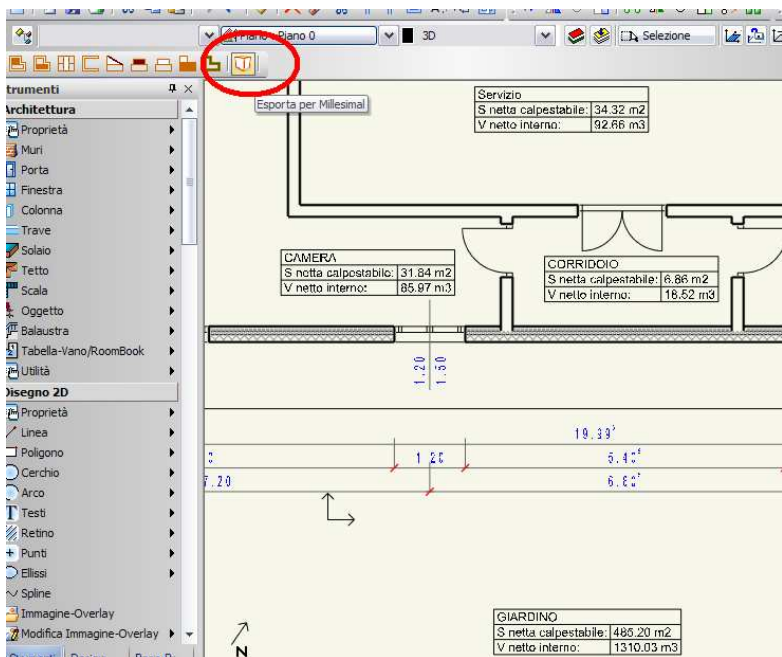 Piano : Piano 0
3D
Selezione
Esporta per Millesimal
trumenti
Architettura
Proprietà
Muri
Porta
Finestra
Colonna
Trave
Solaio
Tetto
Scala
Oggetto
Balaustra
Tabella-Vano/RoomBook
Utilità
Disegno 2D
Proprietà
Linea
Poligono
Cerchio
Arco
Testi
Retino
Punti
Ellissi
Spline
Immagine-Overlay
Modifica Immagine-Overlay
Servizio
S netta calpestabile: 34.32 m2
V netto interno: 92.66 m3
CAMERA
S netta calpestabile: 31.84 m2
V netto interno: 85.97 m3
CORRIDOIO
S netta calpestabile: 6.86 m2
V netto interno: 18.52 m3
1.20
1.50
19.99⁵
1.20
7.20
GIARDINO
S netta calpestabile: 485.20 m2
V netto interno: 1310.03 m3
N